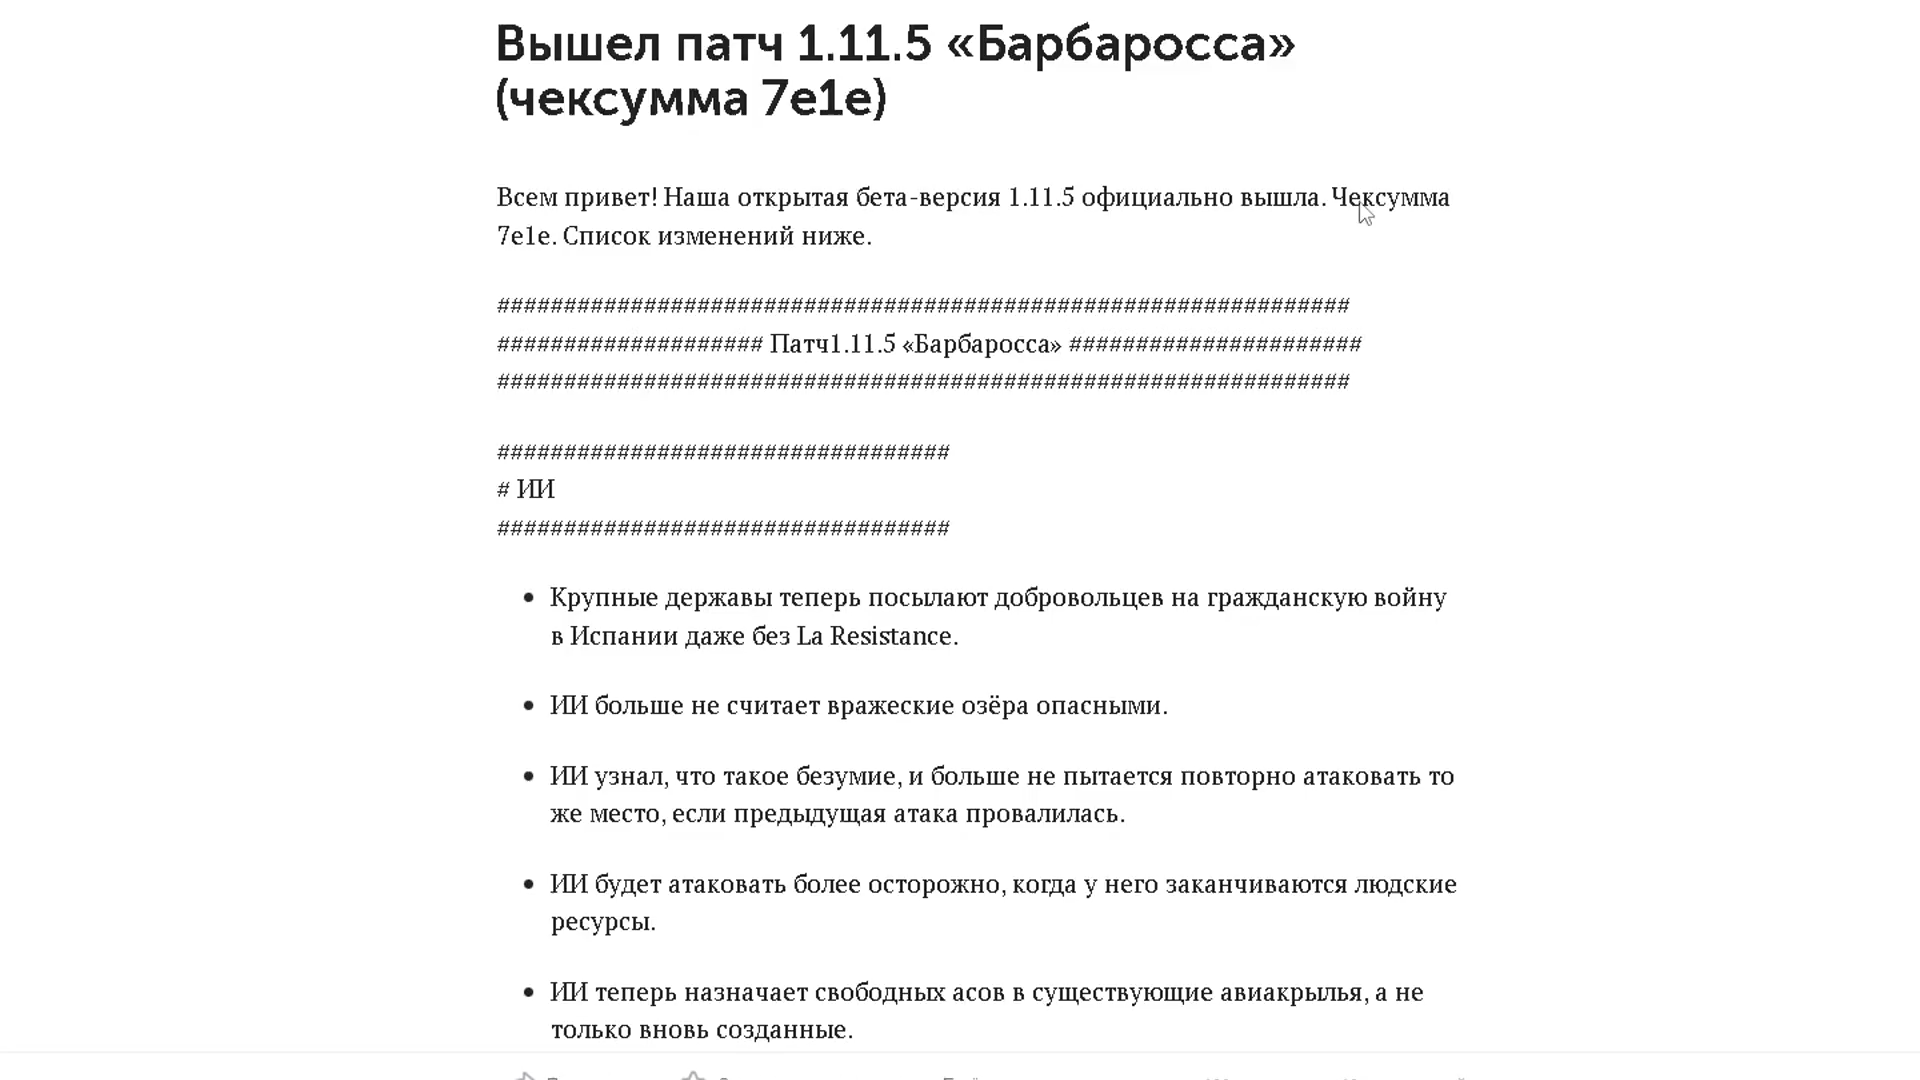 Вышел патч 1.11.5 «Барбаросса»
(чексумма 7e1e)
Всем привет! Наша открытая бета-версия 1.11.5 официально вышла. Чексумма
7e1e. Список изменений ниже.
################################################################
#################### Патч1.11.5 «Барбаросса» ######################
################################################################
##################################
# ИИ
##################################
• Крупные державы теперь посылают добровольцев на гражданскую войну
в Испании даже без La Resistance.
• ИИ больше не считает вражеские озёра опасными.
• ИИ узнал, что такое безумие, и больше не пытается повторно атаковать то
же место, если предыдущая атака провалилась.
• ИИ будет атаковать более осторожно, когда у него заканчиваются людские
ресурсы.
• ИИ теперь назначает свободных асов в существующие авиакрылья, а не
только вновь созданные.